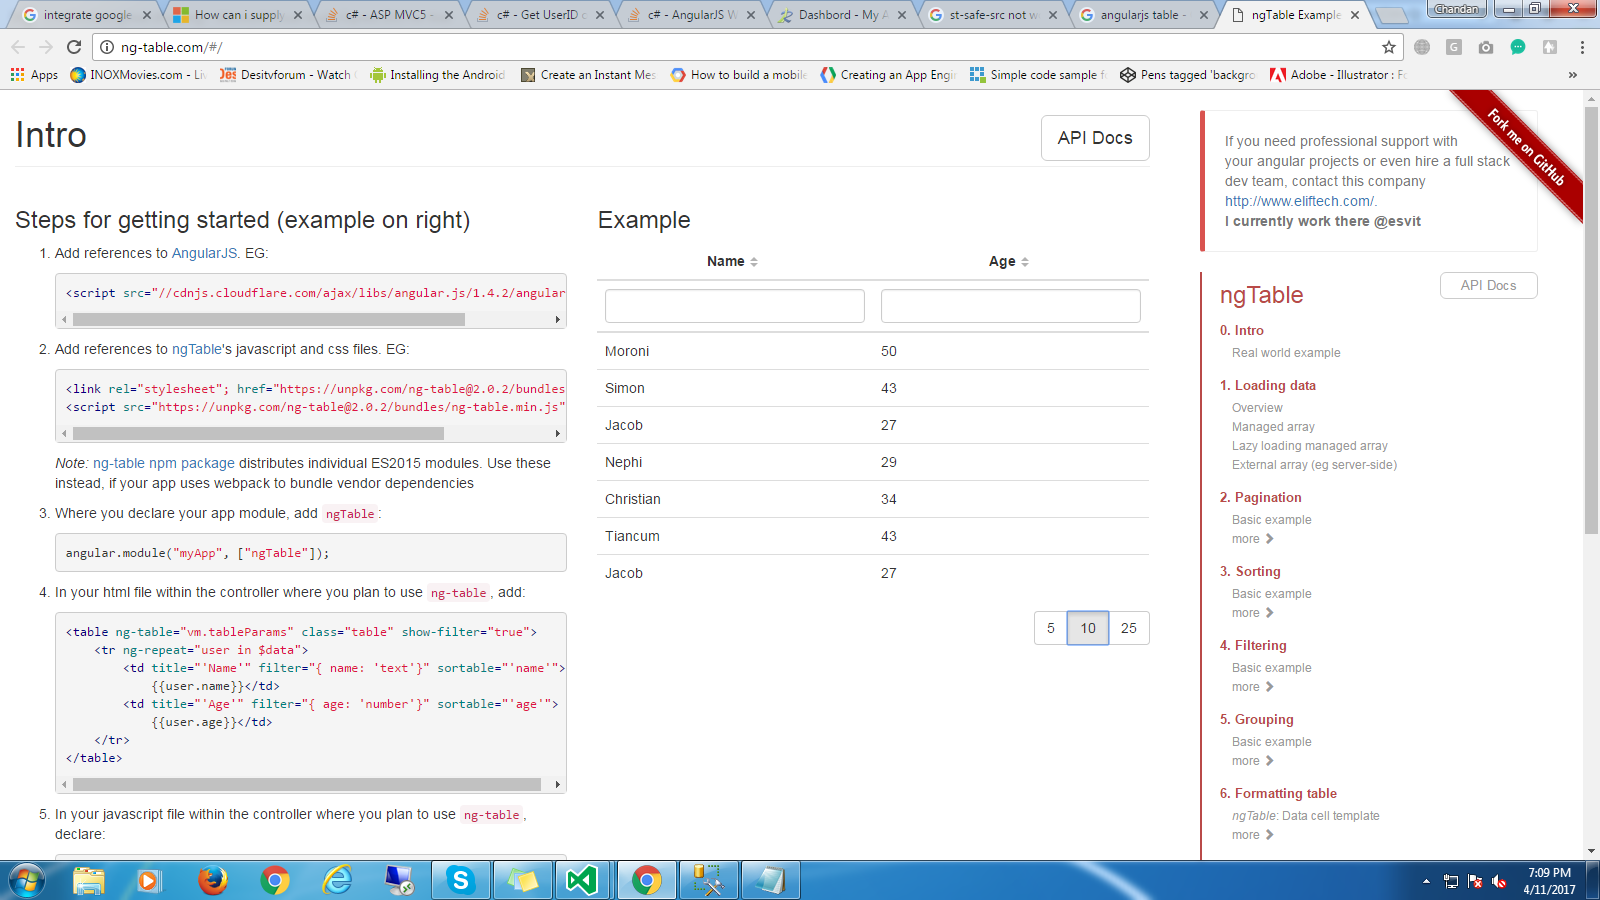 integrate google
How can i supply
c# - ASP MVC5 -
c# - Get UserID c
c# - AngularJS W
Dashbord - My A
st-safe-src not w
angularjs table -
ngTable Example
Chandan
ng-table.com/#/
G
Apps
INOXMovies.com - Li
Desitvforum - Watch
Installing the Android
Create an Instant Mes
How to build a mobile
Creating an App Engi
Simple code sample f
Pens tagged 'backgro
Adobe - Illustrator : F
»
Intro
API Docs
Steps for getting started (example on right)
1. Add references to AngularJS. EG:
<script src="//cdnjs.cloudflare.com/ajax/libs/angular.js/1.4.2/angular
2. Add references to ngTable's javascript and css files. EG:
<link rel="stylesheet"; href="https://unpkg.com/ng-table@2.0.2/bundles
<script src="https://unpkg.com/ng-table@2.0.2/bundles/ng-table.min.js"
Note: ng-table npm package distributes individual ES2015 modules. Use these
instead, if your app uses webpack to bundle vendor dependencies
3. Where you declare your app module, add ngTable:
angular.module("myApp", ["ngTable"]);
4. In your html file within the controller where you plan to use ng-table, add:
<table ng-table="vm.tableParams" class="table" show-filter="true">
<tr ng-repeat="user in $data">
<td title="'Name'" filter="{ name: 'text'}" sortable="'name'">
{{user.name}}</td>
<td title="'Age'" filter="{ age: 'number'}" sortable="'age'">
{{user.age}}</td>
</tr>
</table>
5. In your javascript file within the controller where you plan to use ng-table,
declare:
Example
Name Age
Moroni 50
Simon 43
Jacob 27
Nephi 29
Christian 34
Tiancum 43
Jacob 27
5 10 25
If you need professional support with
your angular projects or even hire a full stack
dev team, contact this company
http://www.eliftech.com/.
I currently work there @esvit
Fork me on GitHub
ngTable
API Docs
0. Intro
Real world example
1. Loading data
Overview
Managed array
Lazy loading managed array
External array (eg server-side)
2. Pagination
Basic example
more
3. Sorting
Basic example
more
4. Filtering
Basic example
more
5. Grouping
Basic example
more
6. Formatting table
ngTable: Data cell template
more
7:09 PM
4/11/2017